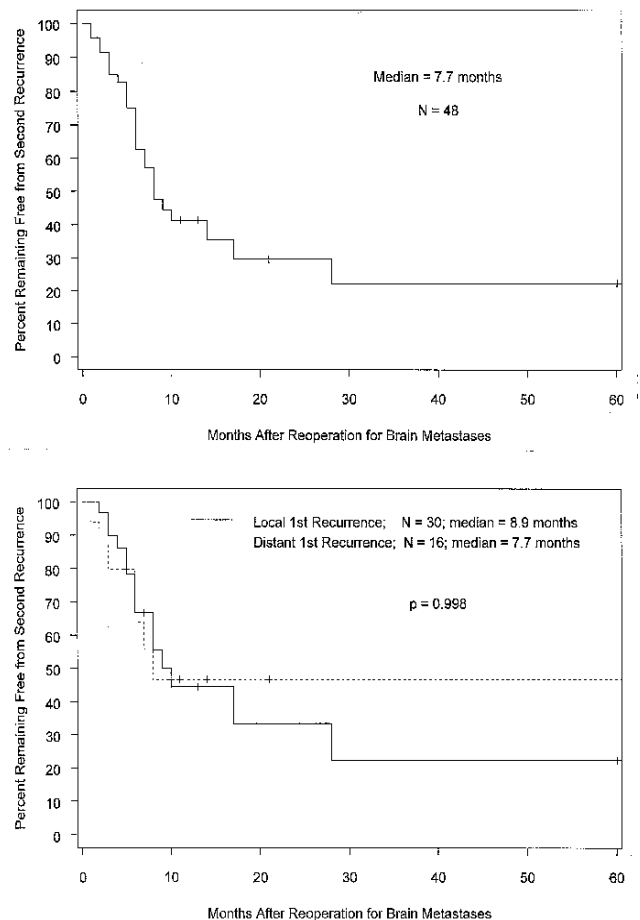 Percent Remaining Free from Second Recurrence
100
90
80
70
60
50
40
30
20
10
0
Median = 7.7 months
N = 48
0 10 20 30 40 50 60
Months After Reoperation for Brain Metastases
Percent Remaining Free from Second Recurrence
100
90
80
70
60
50
40
30
20
10
0
Local 1st Recurrence; N = 30; median = 8.9 months
Distant 1st Recurrence; N = 16; median = 7.7 months
p = 0.998
0 10 20 30 40 50 60
Months After Reoperation for Brain Metastases